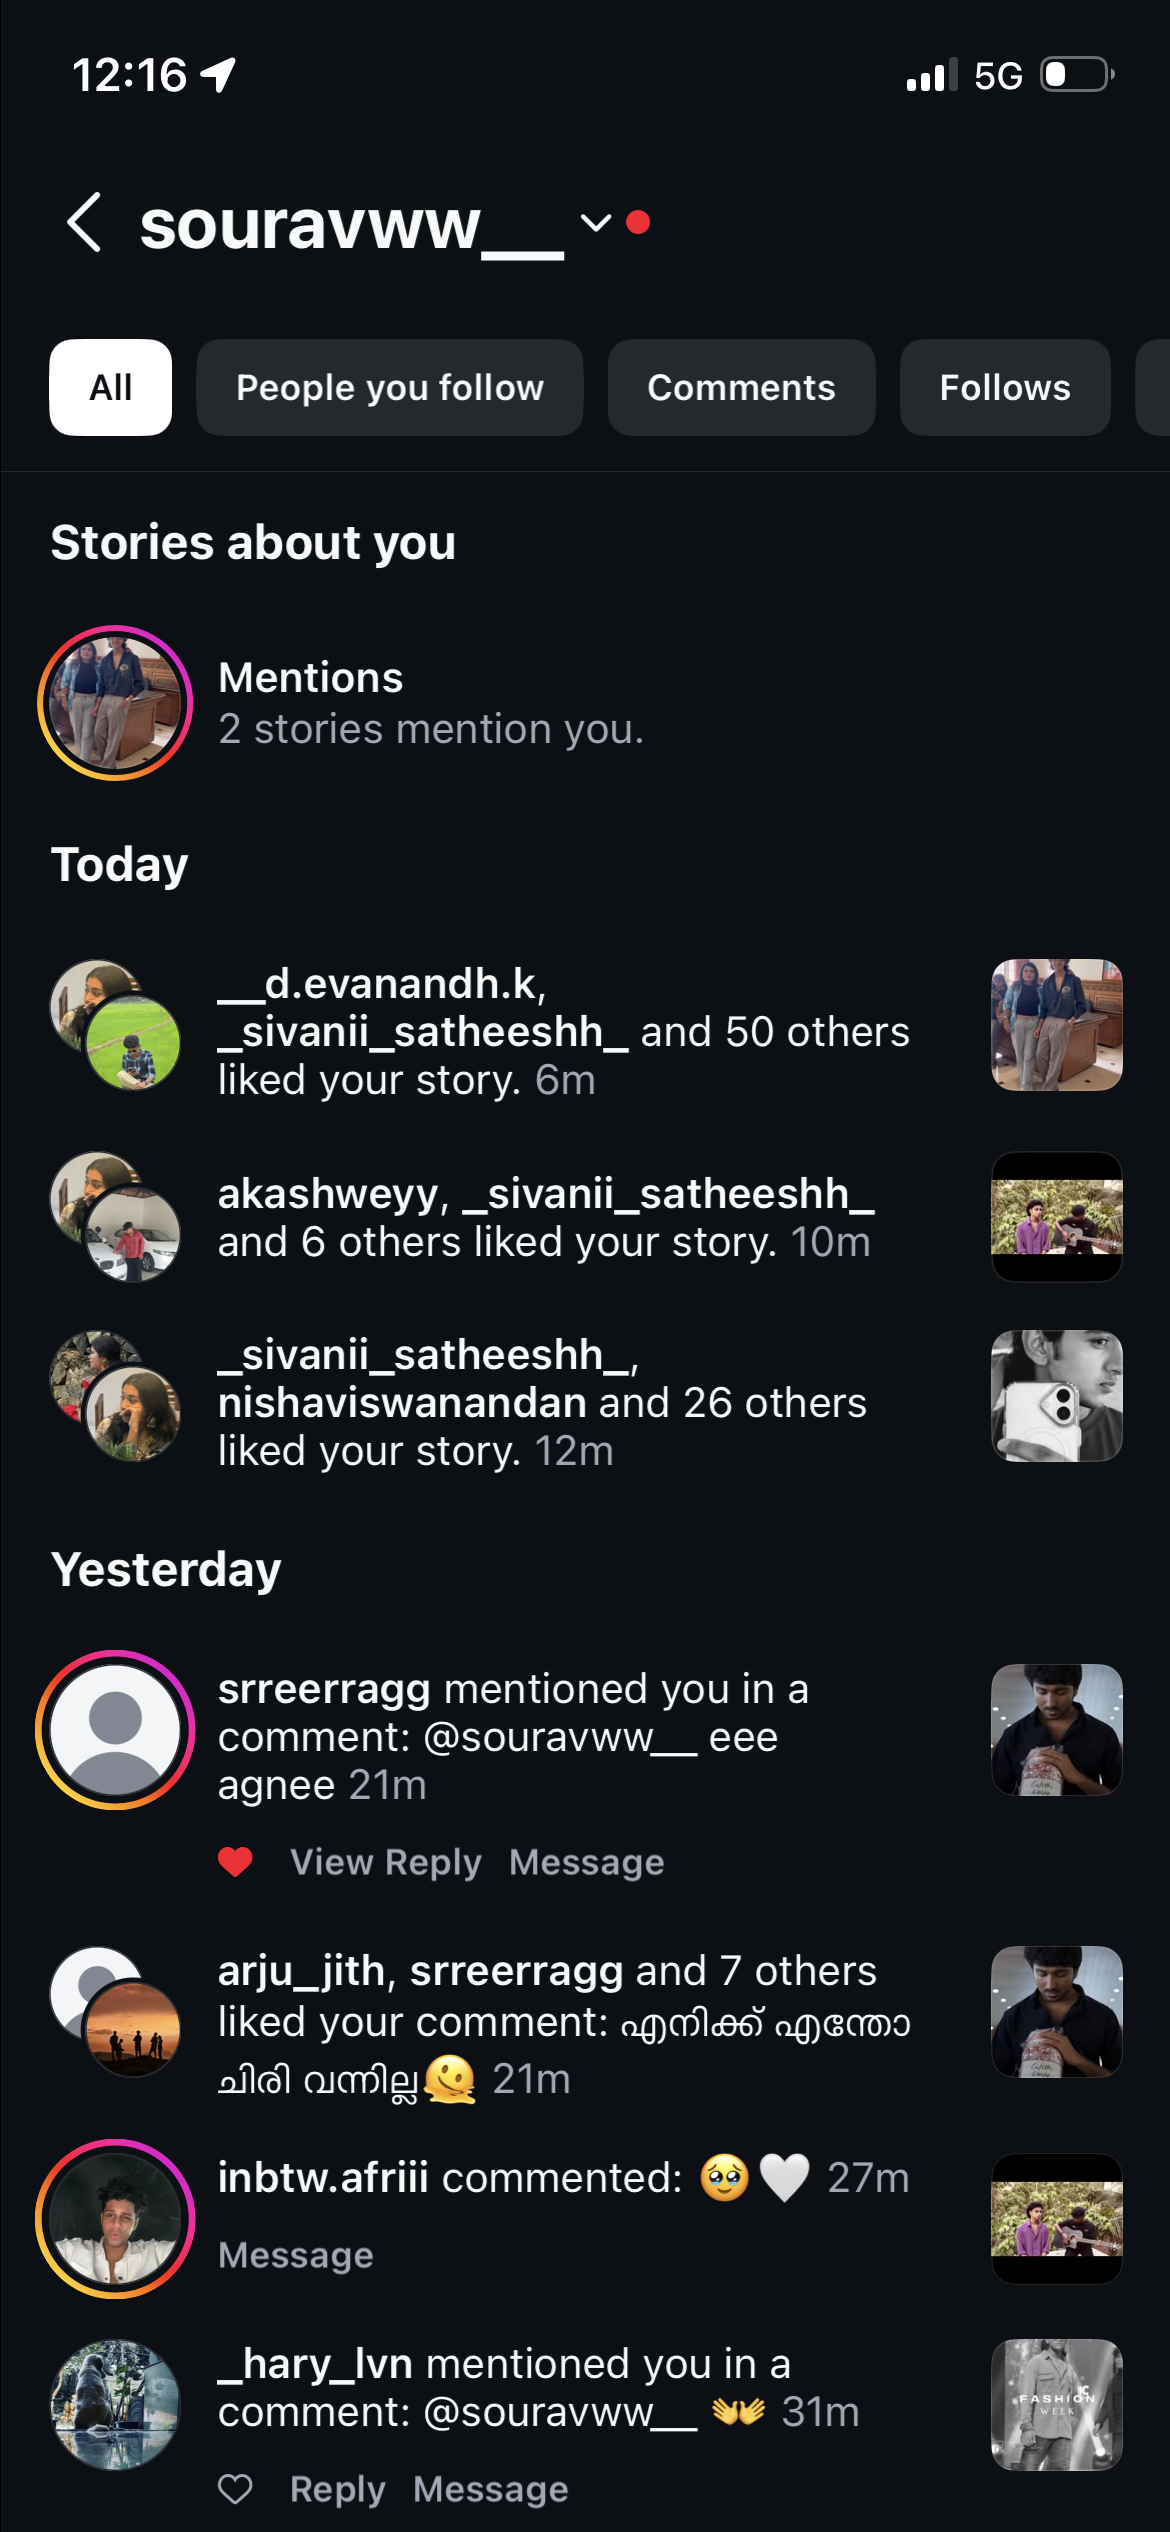 12:16
5G
souravww__
All
People you follow
Comments
Follows
Stories about you
Mentions
2 stories mention you.
Today
__d.evanandh.k,
_sivanii_satheeshh_ and 50 others
liked your story. 6m
akashweyy, _sivanii_satheeshh_
and 6 others liked your story. 10m
_sivanii_satheeshh_,
nishaviswanandan and 26 others
liked your story. 12m
Yesterday
srreerragg mentioned you in a
comment: @souravww__ eee
agnee 21m
View Reply Message
arju_jith, srreerragg and 7 others
liked your comment: എനിക്ക് എന്തോ
ചിരി വന്നില്ല🫠 21m
inbtw.afriii commented: 🥹🤍 27m
Message
_hary_lvn mentioned you in a
comment: @souravww__ 👐 31m
FASHION
WEEK
Reply Message